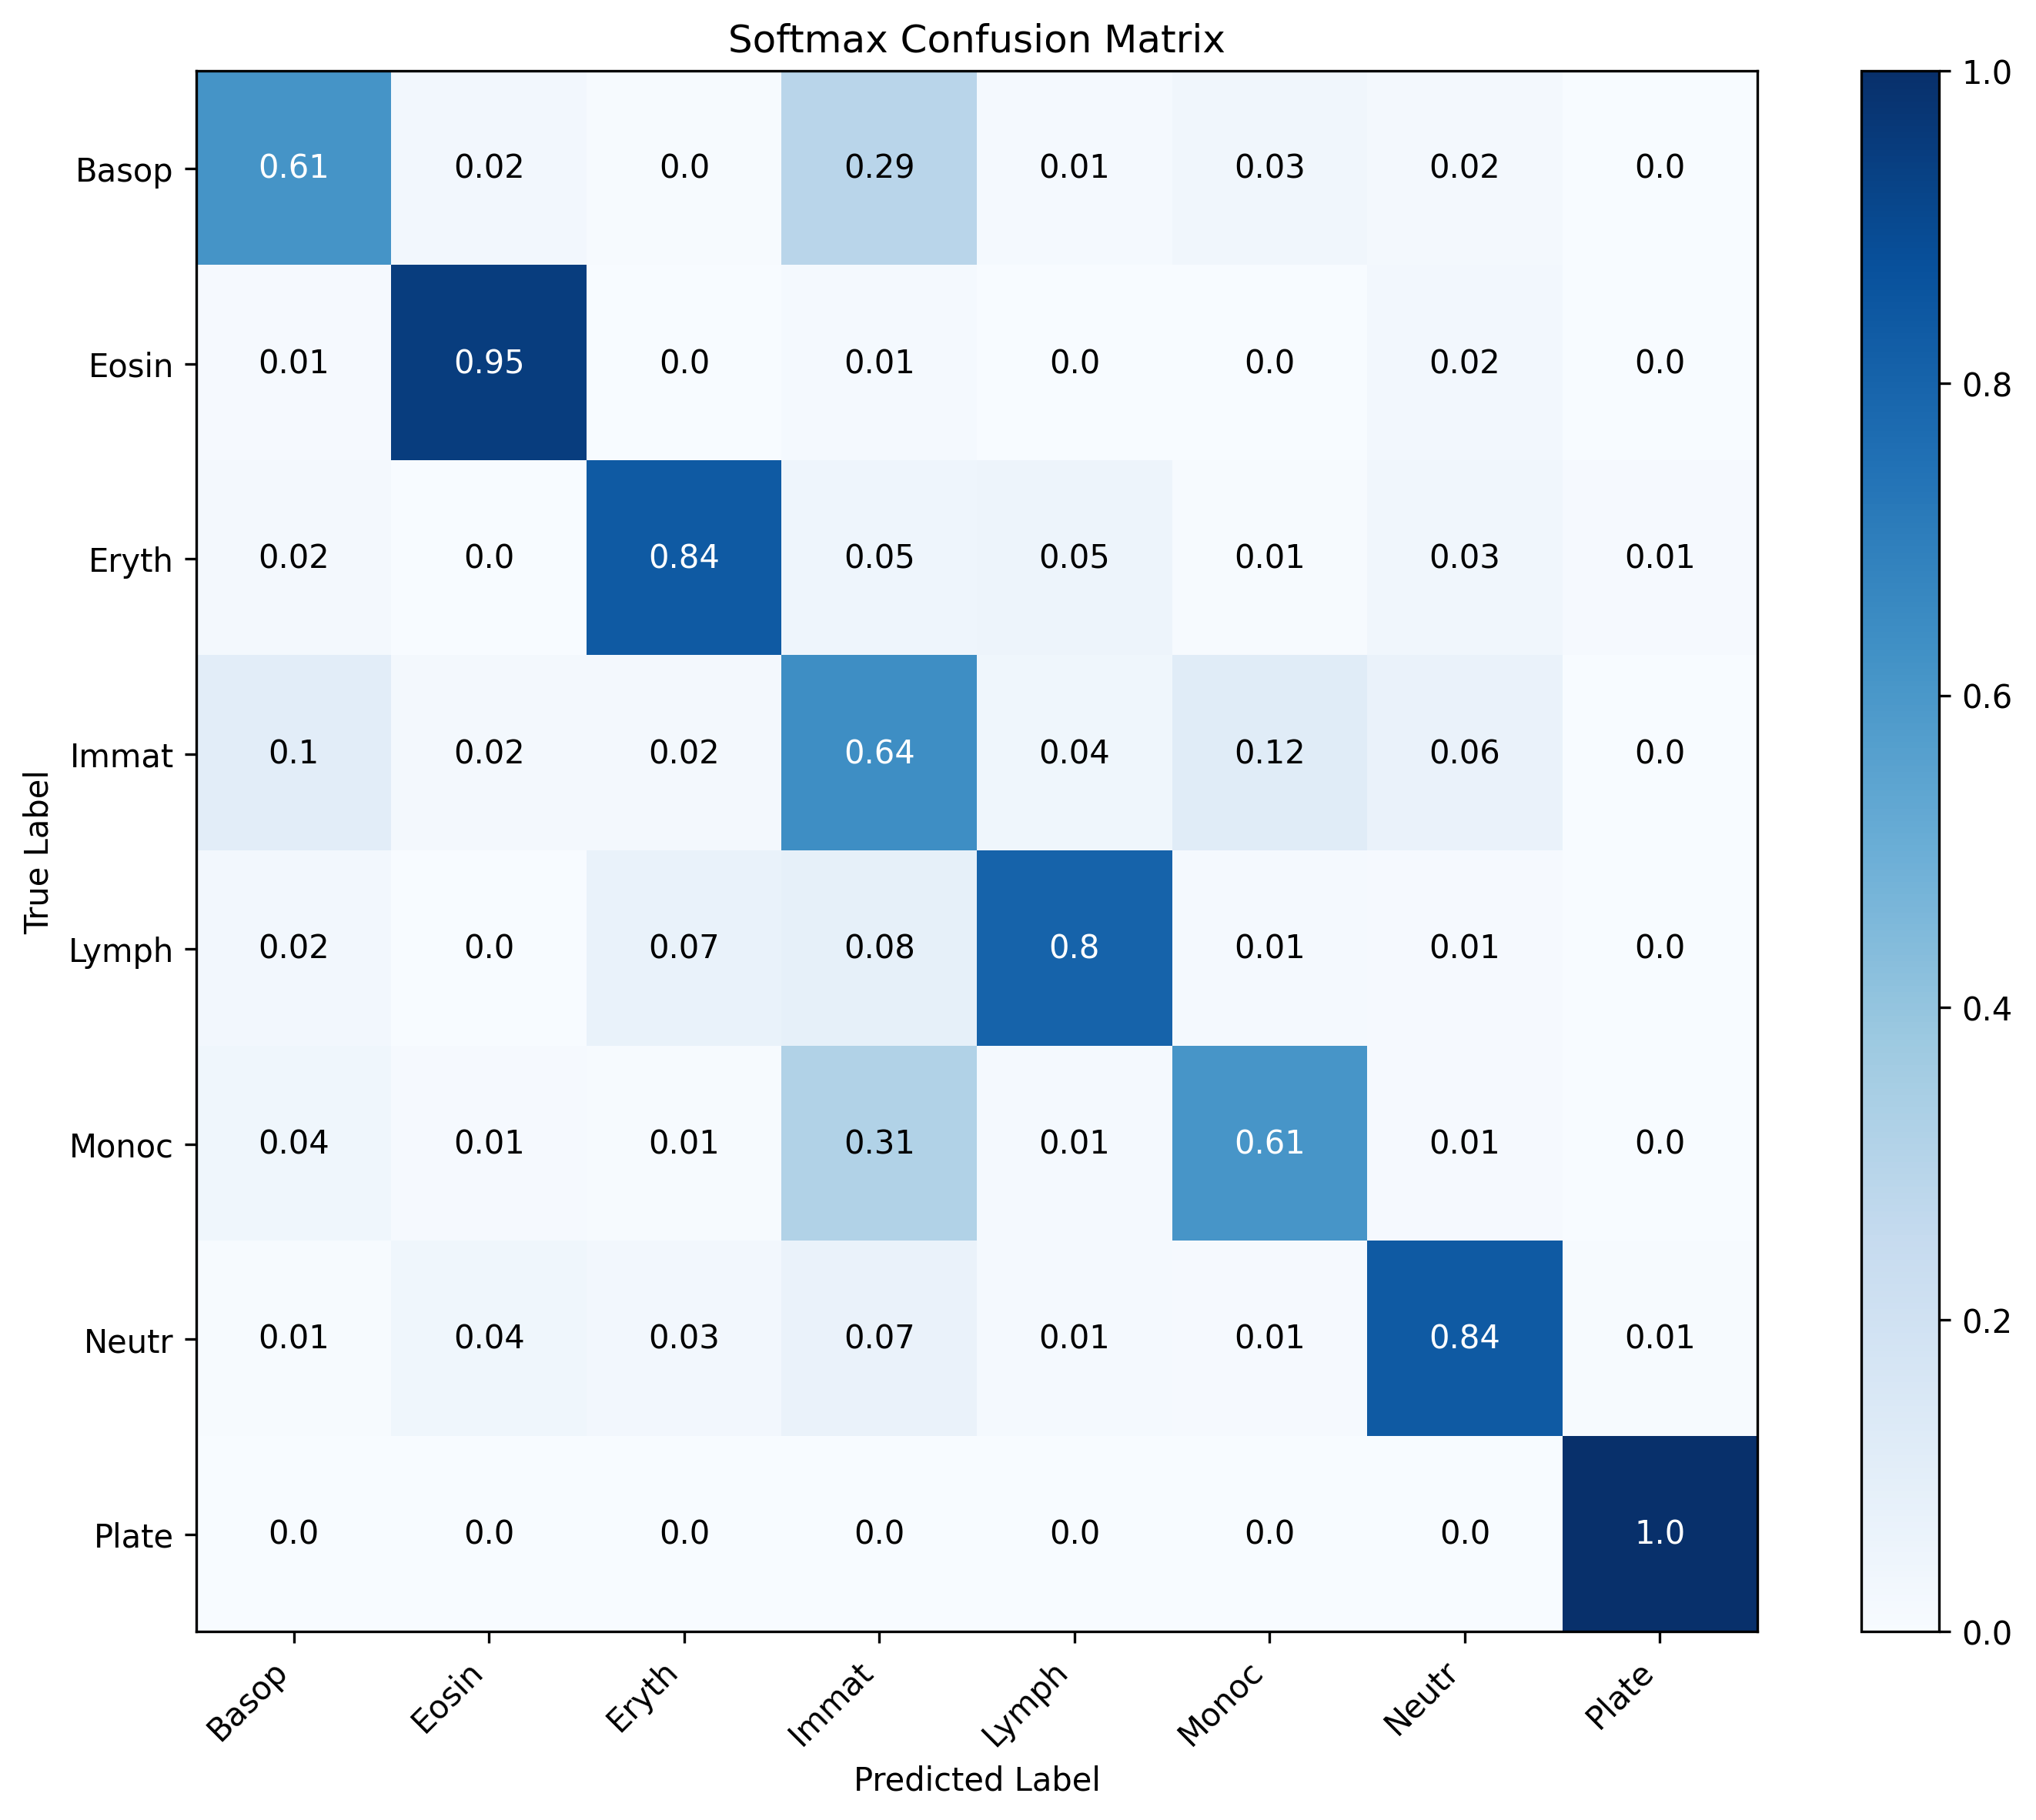 Softmax Confusion Matrix
Basop 0.61 0.02 0.0 0.29 0.01 0.03 0.02 0.0
Eosin 0.01 0.95 0.0 0.01 0.0 0.0 0.02 0.0
Eryth 0.02 0.0 0.84 0.05 0.05 0.01 0.03 0.01
Immat 0.1 0.02 0.02 0.64 0.04 0.12 0.06 0.0
Lymph 0.02 0.0 0.07 0.08 0.8 0.01 0.01 0.0
Monoc 0.04 0.01 0.01 0.31 0.01 0.61 0.01 0.0
Neutr 0.01 0.04 0.03 0.07 0.01 0.01 0.84 0.01
Plate 0.0 0.0 0.0 0.0 0.0 0.0 0.0 1.0
Basop Eosin Eryth Immat Lymph Monoc Neutr Plate
Predicted Label
True Label
1.0
0.8
0.6
0.4
0.2
0.0